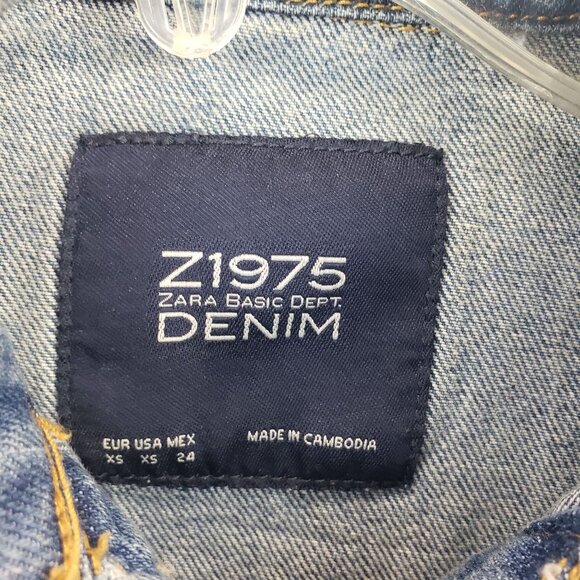 Z1975
ZARA BASIC DEPT.
DENIM
EUR USA MEX MADE IN CAMBODIA
XS XS 24